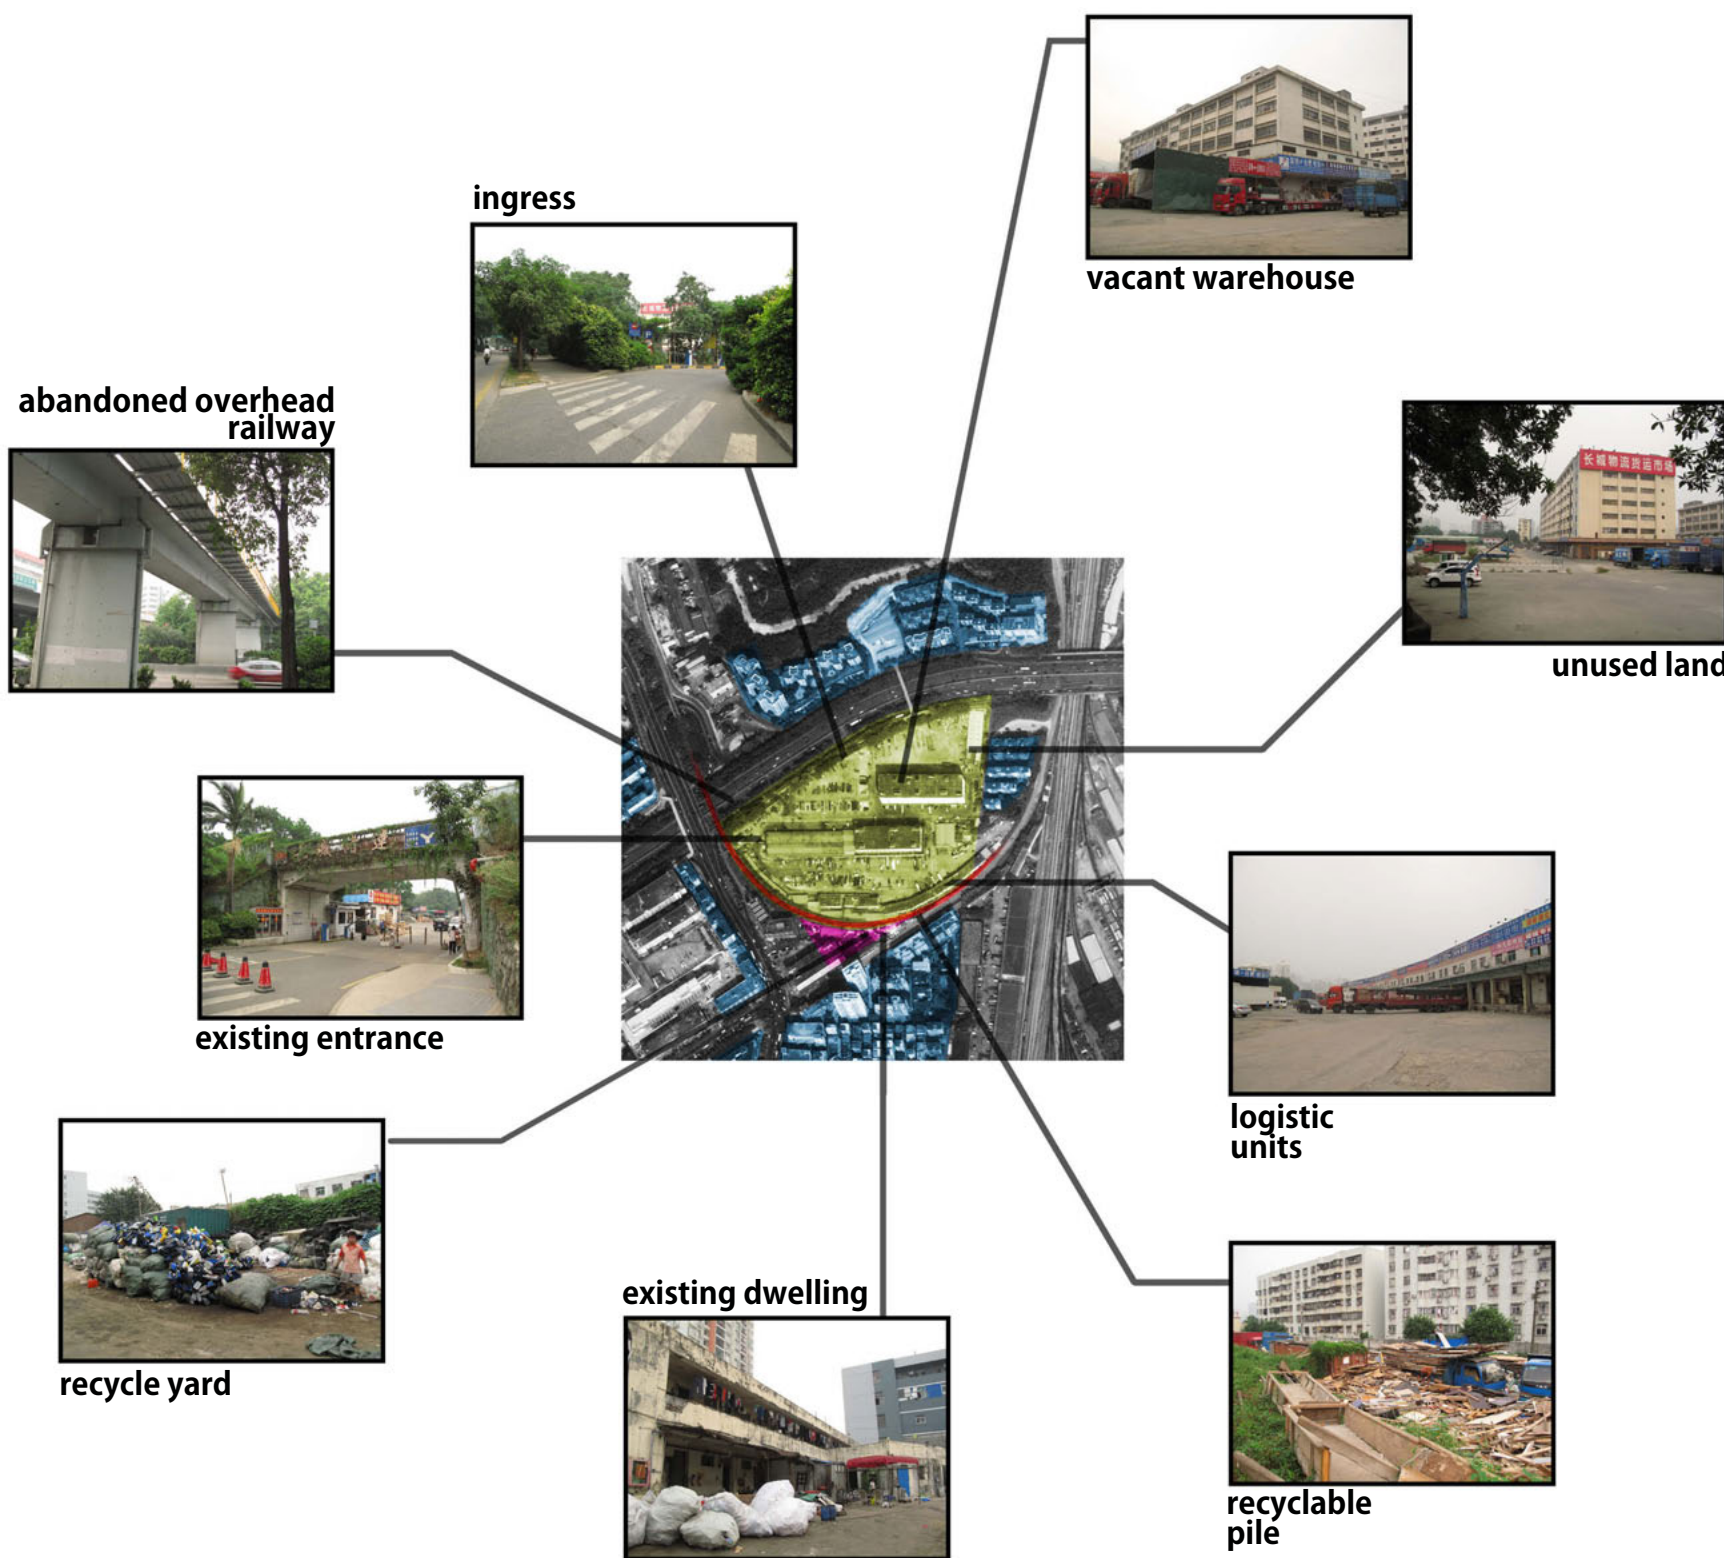 vacant warehouse
ingress
abandoned overhead
railway
长城物流货运市场
unused land
existing entrance
logistic
units
recycle yard
existing dwelling
recyclable
pile